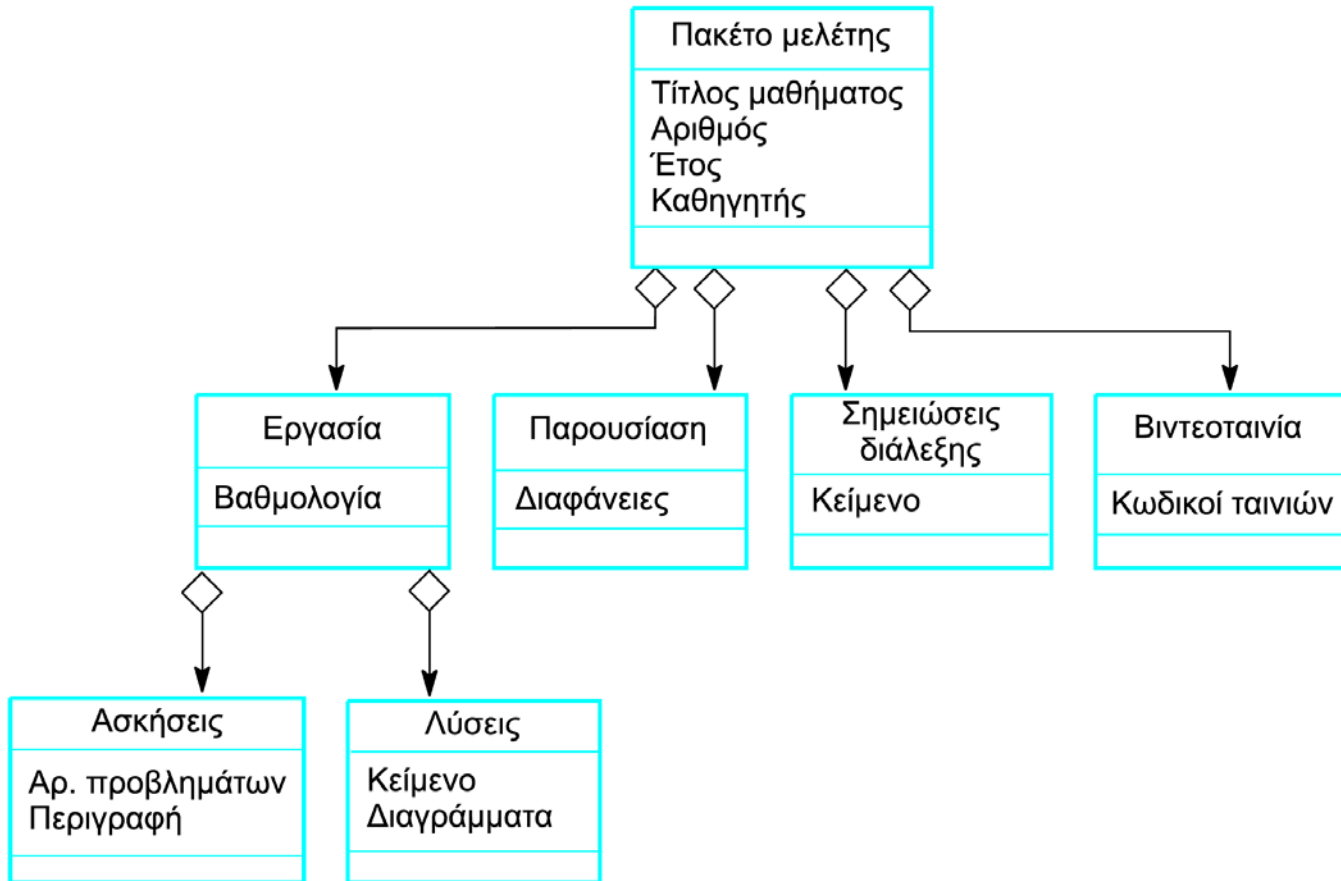 Πακέτο μελέτης
Τίτλος μαθήματος
Αριθμός
Έτος
Καθηγητής
Εργασία
Βαθμολογία
Παρουσίαση
Διαφάνειες
Σημειώσεις
διάλεξης
Κείμενο
Βιντεοταινία
Κωδικοί ταινιών
Ασκήσεις
Αρ. προβλημάτων
Περιγραφή
Λύσεις
Κείμενο
Διαγράμματα